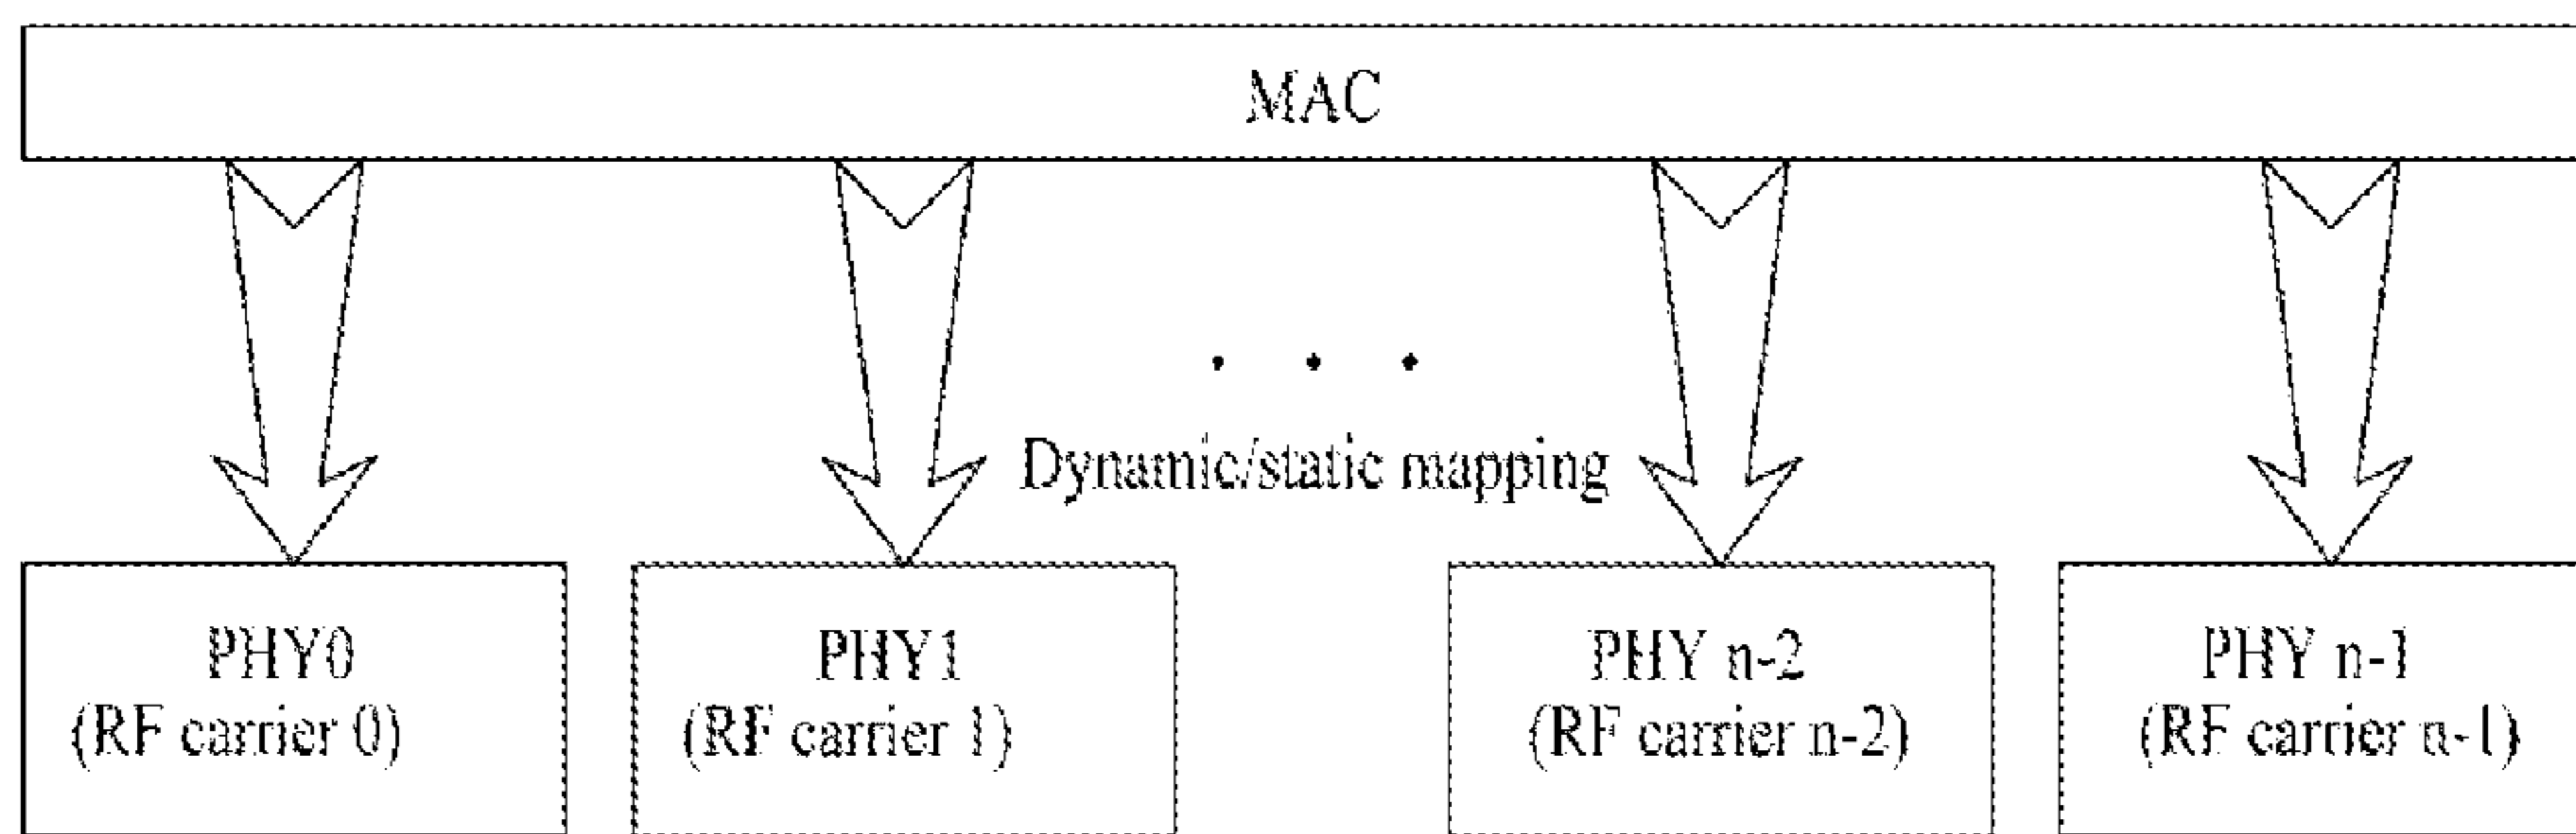 MAC
. . .
Dynamic/static mapping
PHY0
(RF carrier 0)
PHY1
(RF carrier 1)
PHY n-2
(RF carrier n-2)
PHY n-1
(RF carrier n-1)